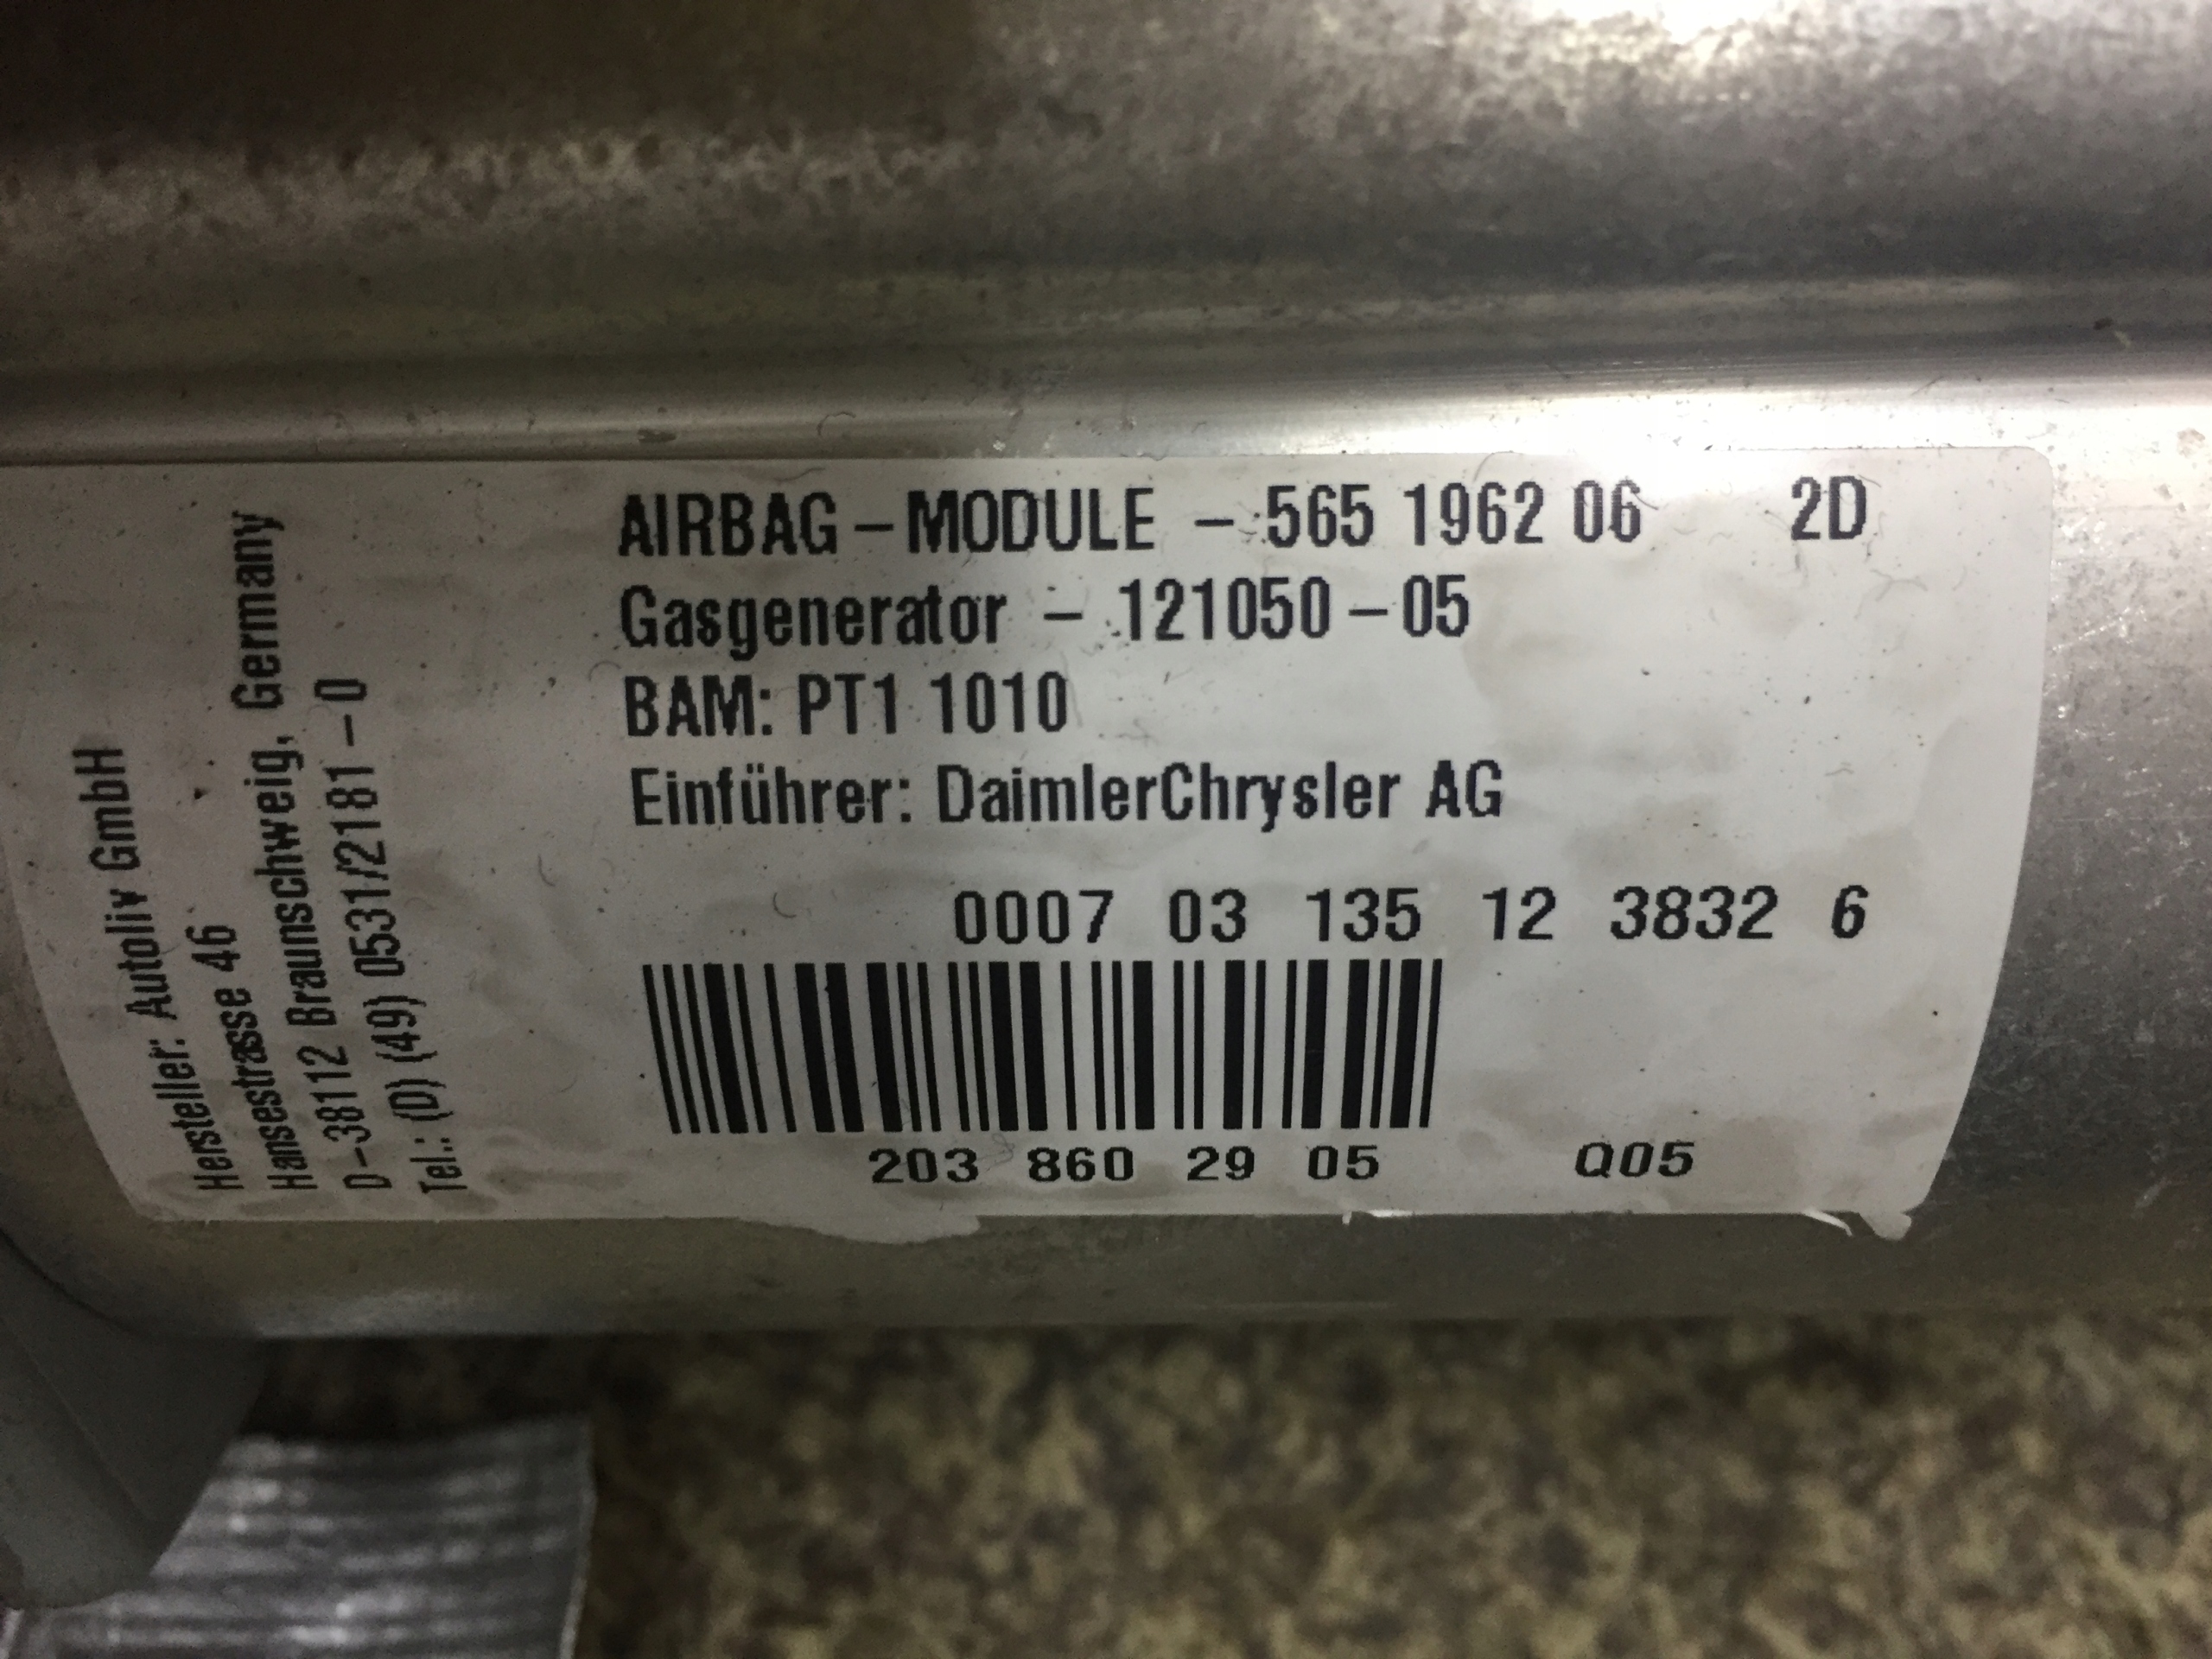 Hersteller: Autoliv GmbH
Hansestrasse 46
D-38112 Braunschweig, Germany
Tel.: (D) (49) 0531/2181-0
AIRBAG - MODULE - 565 1962 06 2D
Gasgenerator - 121050-05
BAM: PT1 1010
Einführer: DaimlerChrysler AG
0007 03 135 12 3832 6
203 860 29 05 Q05